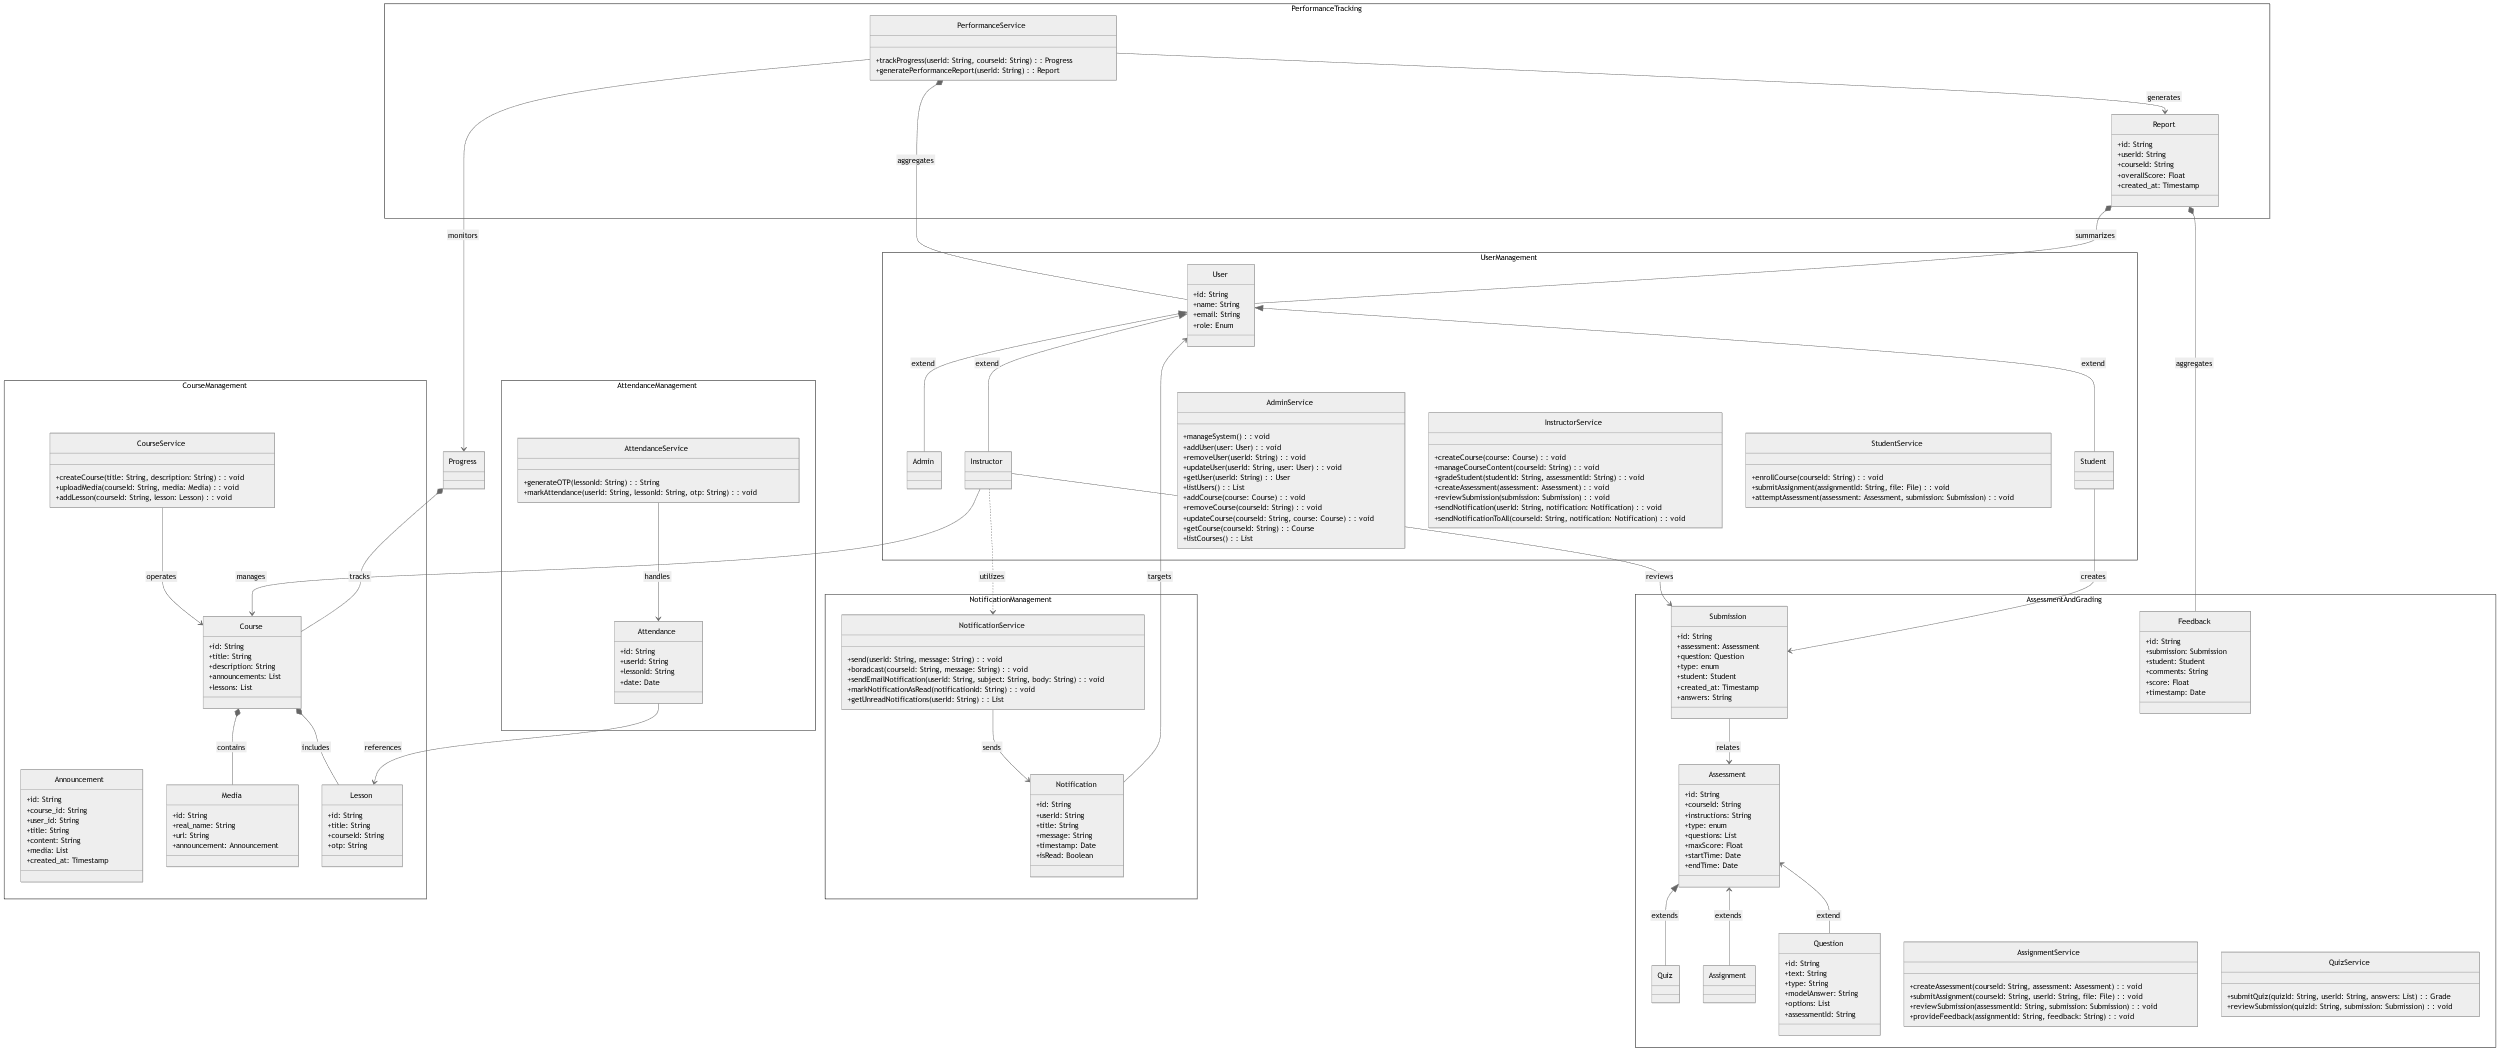 PerformanceTracking
PerformanceService
+trackProgress(userId: String, courseId: String) : : Progress
+generatePerformanceReport(userId: String) : : Report
generates
Report
+id: String
+userId: String
+courseId: String
+overallScore: Float
+created_at: Timestamp
aggregates
monitors
summarizes
UserManagement
User
+id: String
+name: String
+email: String
+role: Enum
extend
extend
extend
aggregates
AdminService
+manageSystem() : : void
+addUser(user: User) : : void
+removeUser(userId: String) : : void
+updateUser(userId: String, user: User) : : void
+getUser(userId: String) : : User
+listUsers() : : List
+addCourse(course: Course) : : void
+removeCourse(courseId: String) : : void
+updateCourse(courseId: String, course: Course) : : void
+getCourse(courseId: String) : : Course
+listCourses() : : List
InstructorService
+createCourse(course: Course) : : void
+manageCourseContent(courseId: String) : : void
+gradeStudent(studentId: String, assessmentId: String) : : void
+createAssessment(assessment: Assessment) : : void
+reviewSubmission(submission: Submission) : : void
+sendNotification(userId: String, notification: Notification) : : void
+sendNotificationToAll(courseId: String, notification: Notification) : : void
StudentService
+enrollCourse(courseId: String) : : void
+submitAssignment(assignmentId: String, file: File) : : void
+attemptAssessment(assessment: Assessment, submission: Submission) : : void
Admin
Instructor
Student
CourseManagement
CourseService
+createCourse(title: String, description: String) : : void
+uploadMedia(courseId: String, media: Media) : : void
+addLesson(courseId: String, lesson: Lesson) : : void
Progress
AttendanceManagement
AttendanceService
+generateOTP(lessonId: String) : : String
+markAttendance(userId: String, lessonId: String, otp: String) : : void
operates
manages
tracks
handles
utilizes
targets
reviews
creates
Course
+id: String
+title: String
+description: String
+announcements: List
+lessons: List
Attendance
+id: String
+userId: String
+lessonId: String
+date: Date
contains
includes
references
Announcement
+id: String
+course_id: String
+user_id: String
+title: String
+content: String
+media: List
+created_at: Timestamp
Media
+id: String
+real_name: String
+url: String
+announcement: Announcement
Lesson
+id: String
+title: String
+courseId: String
+otp: String
NotificationManagement
NotificationService
+send(userId: String, message: String) : : void
+boradcast(courseId: String, message: String) : : void
+sendEmailNotification(userId: String, subject: String, body: String) : : void
+markNotificationAsRead(notificationId: String) : : void
+getUnreadNotifications(userId: String) : : List
sends
Notification
+id: String
+userId: String
+title: String
+message: String
+timestamp: Date
+isRead: Boolean
AssessmentAndGrading
Submission
+id: String
+assessment: Assessment
+question: Question
+type: enum
+student: Student
+created_at: Timestamp
+answers: String
Feedback
+id: String
+submission: Submission
+student: Student
+comments: String
+score: Float
+timestamp: Date
relates
Assessment
+id: String
+courseId: String
+instructions: String
+type: enum
+questions: List
+maxScore: Float
+startTime: Date
+endTime: Date
extends
extends
extend
Quiz
Assignment
Question
+id: String
+text: String
+type: String
+modelAnswer: String
+options: List
+assessmentId: String
AssignmentService
+createAssessment(courseId: String, assessment: Assessment) : : void
+submitAssignment(courseId: String, userId: String, file: File) : : void
+reviewSubmission(assessmentId: String, submission: Submission) : : void
+provideFeedback(assignmentId: String, feedback: String) : : void
QuizService
+submitQuiz(quizId: String, userId: String, answers: List) : : Grade
+reviewSubmission(quizId: String, submission: Submission) : : void